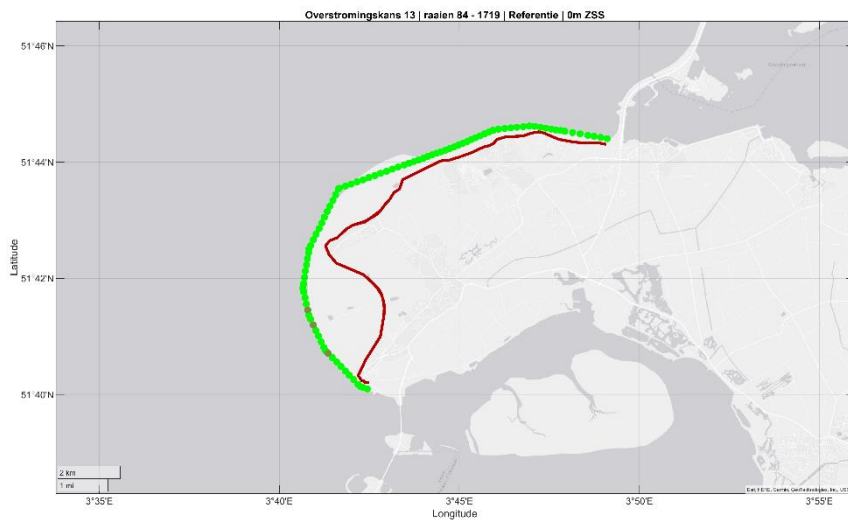 Overstromingskans 13 | raaien 84 - 1719 | Referentie | 0m ZSS
51°46'N
51°44'N
51°42'N
51°40'N
Latitude
2 km
1 mi
3°35'E
3°40'E
3°45'E
3°50'E
3°55'E
Longitude